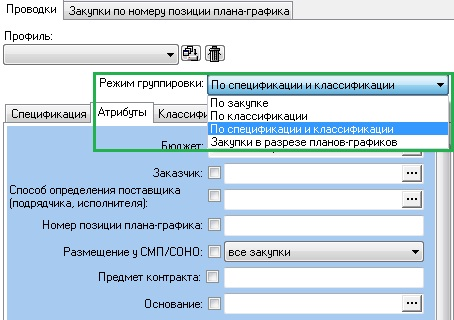 Проводки Закупки по номеру позиции плана-графика
Профиль:
Режим группировки: По спецификации и классификации
По закупке
По классификации
По спецификации и классификации
Закупки в разрезе планов-графиков
Спецификация Атрибуты Классифи
Бюджет:
Заказчик:
Способ определения поставщика
(подрядчика, исполнителя):
Номер позиции плана-графика:
Размещение у СМП/СОНО: все закупки
Предмет контракта:
Основание: